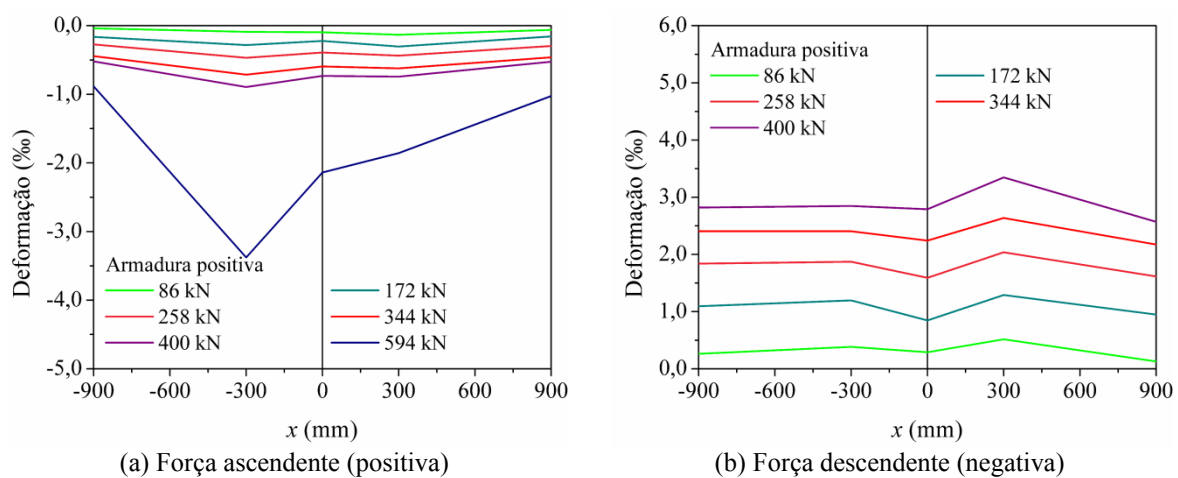 0,0
-1,0
-2,0
-3,0
-4,0
-5,0
Deformação (‰)
Armadura positiva
86 kN
172 kN
258 kN
344 kN
400 kN
594 kN
-900
-600
-300
0
300
600
900
x (mm)
(a) Força ascendente (positiva)
6,0
5,0
4,0
3,0
2,0
1,0
0,0
Deformação (‰)
Armadura positiva
86 kN
172 kN
258 kN
344 kN
400 kN
-900
-600
-300
0
300
600
900
x (mm)
(b) Força descendente (negativa)